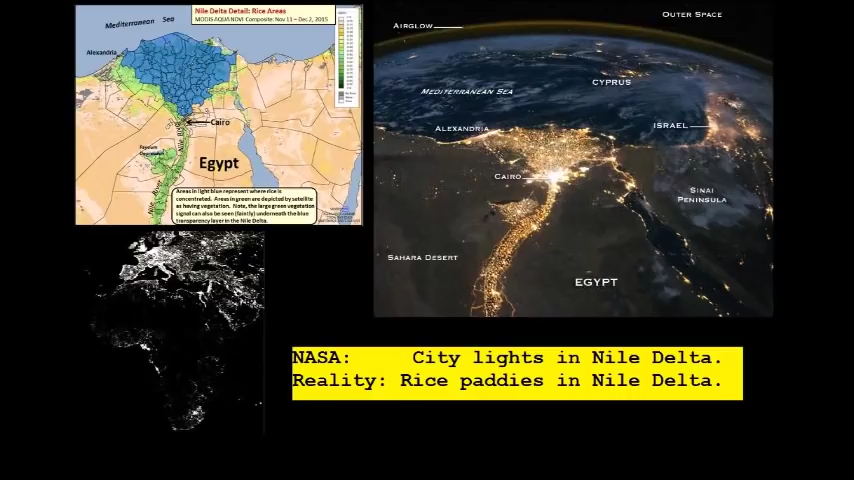 Nile Delta Detail: Rice Areas
MODIS AQUA NDVI Composite: Nov 11 – Dec 2, 2015
Mediterranean Sea
Alexandria
Cairo
Nile River
Egypt
Areas in light blue represent where rice is
concentrated. Areas in green are depicted by satellite
as having vegetation. Note, the large green vegetation
signal can also be seen (faintly) underneath the blue
transparency layer in the Nile Delta.
AIRGLOW
OUTER SPACE
CYPRUS
MEDITERRANEAN SEA
ALEXANDRIA
ISRAEL
CAIRO
SINAI
PENINSULA
SAHARA DESERT
EGYPT
NASA: City lights in Nile Delta.
Reality: Rice paddies in Nile Delta.